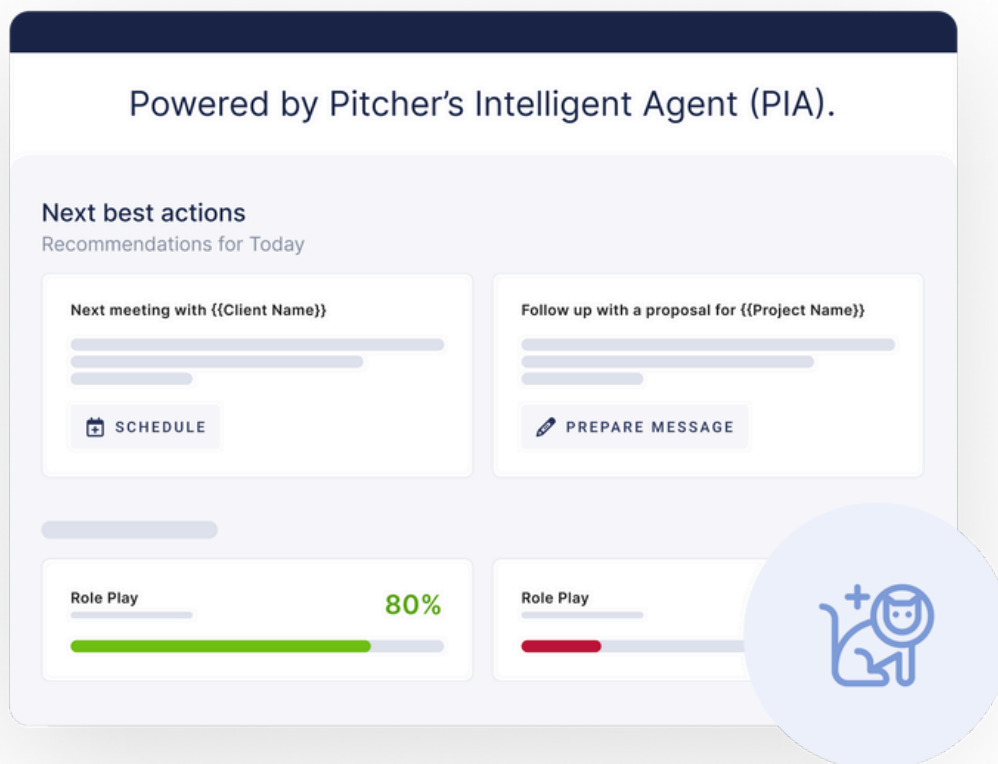 Powered by Pitcher’s Intelligent Agent (PIA).
Next best actions
Recommendations for Today
Next meeting with {{Client Name}}
Follow up with a proposal for {{Project Name}}
SCHEDULE
PREPARE MESSAGE
Role Play
80%
Role Play